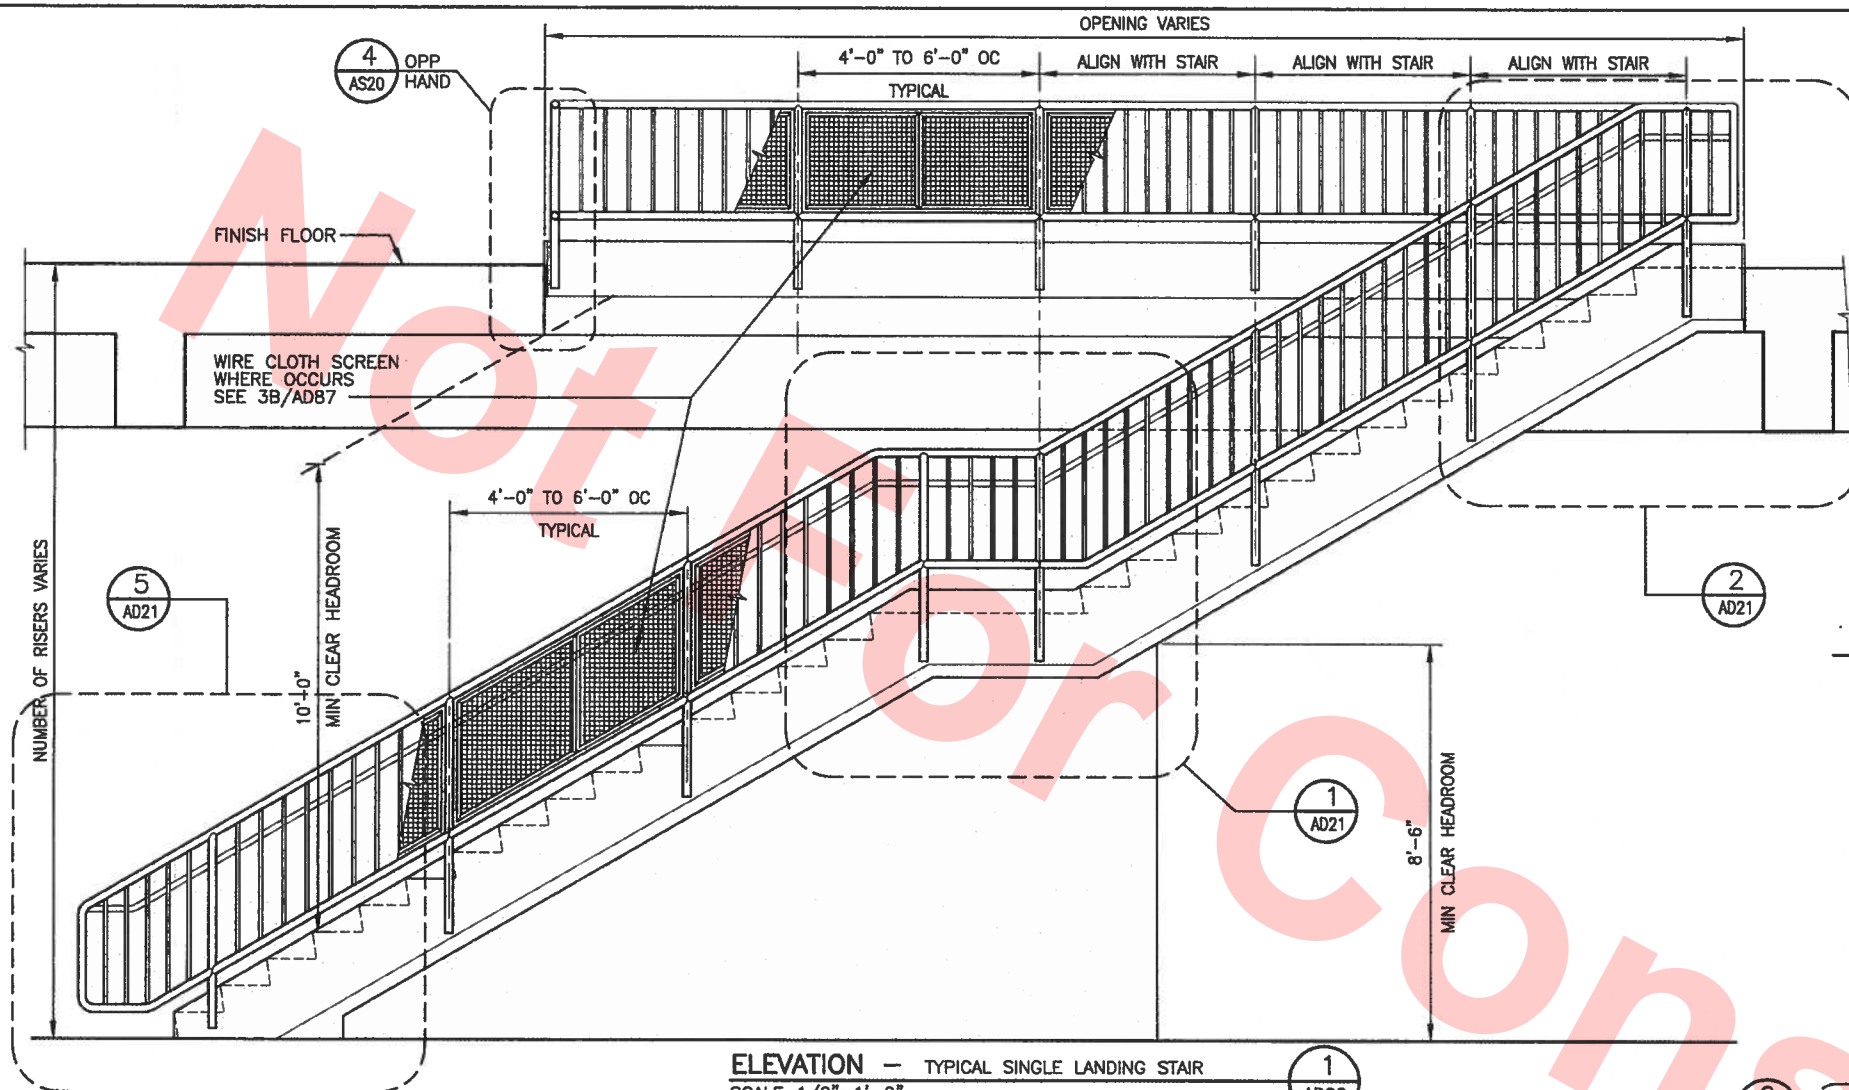 OPENING VARIES
4
AS20
OPP
HAND
4'-0" TO 6'-0" OC
TYPICAL
ALIGN WITH STAIR
ALIGN WITH STAIR
ALIGN WITH STAIR
FINISH FLOOR
WIRE CLOTH SCREEN
WHERE OCCURS
SEE 3B/AD87
4'-0" TO 6'-0" OC
TYPICAL
NUMBER OF RISERS VARIES
10'-0"
MIN CLEAR HEADROOM
5
AD21
2
AD21
1
AD21
8'-6"
MIN CLEAR HEADROOM
ELEVATION – TYPICAL SINGLE LANDING STAIR
1
Not For Cons